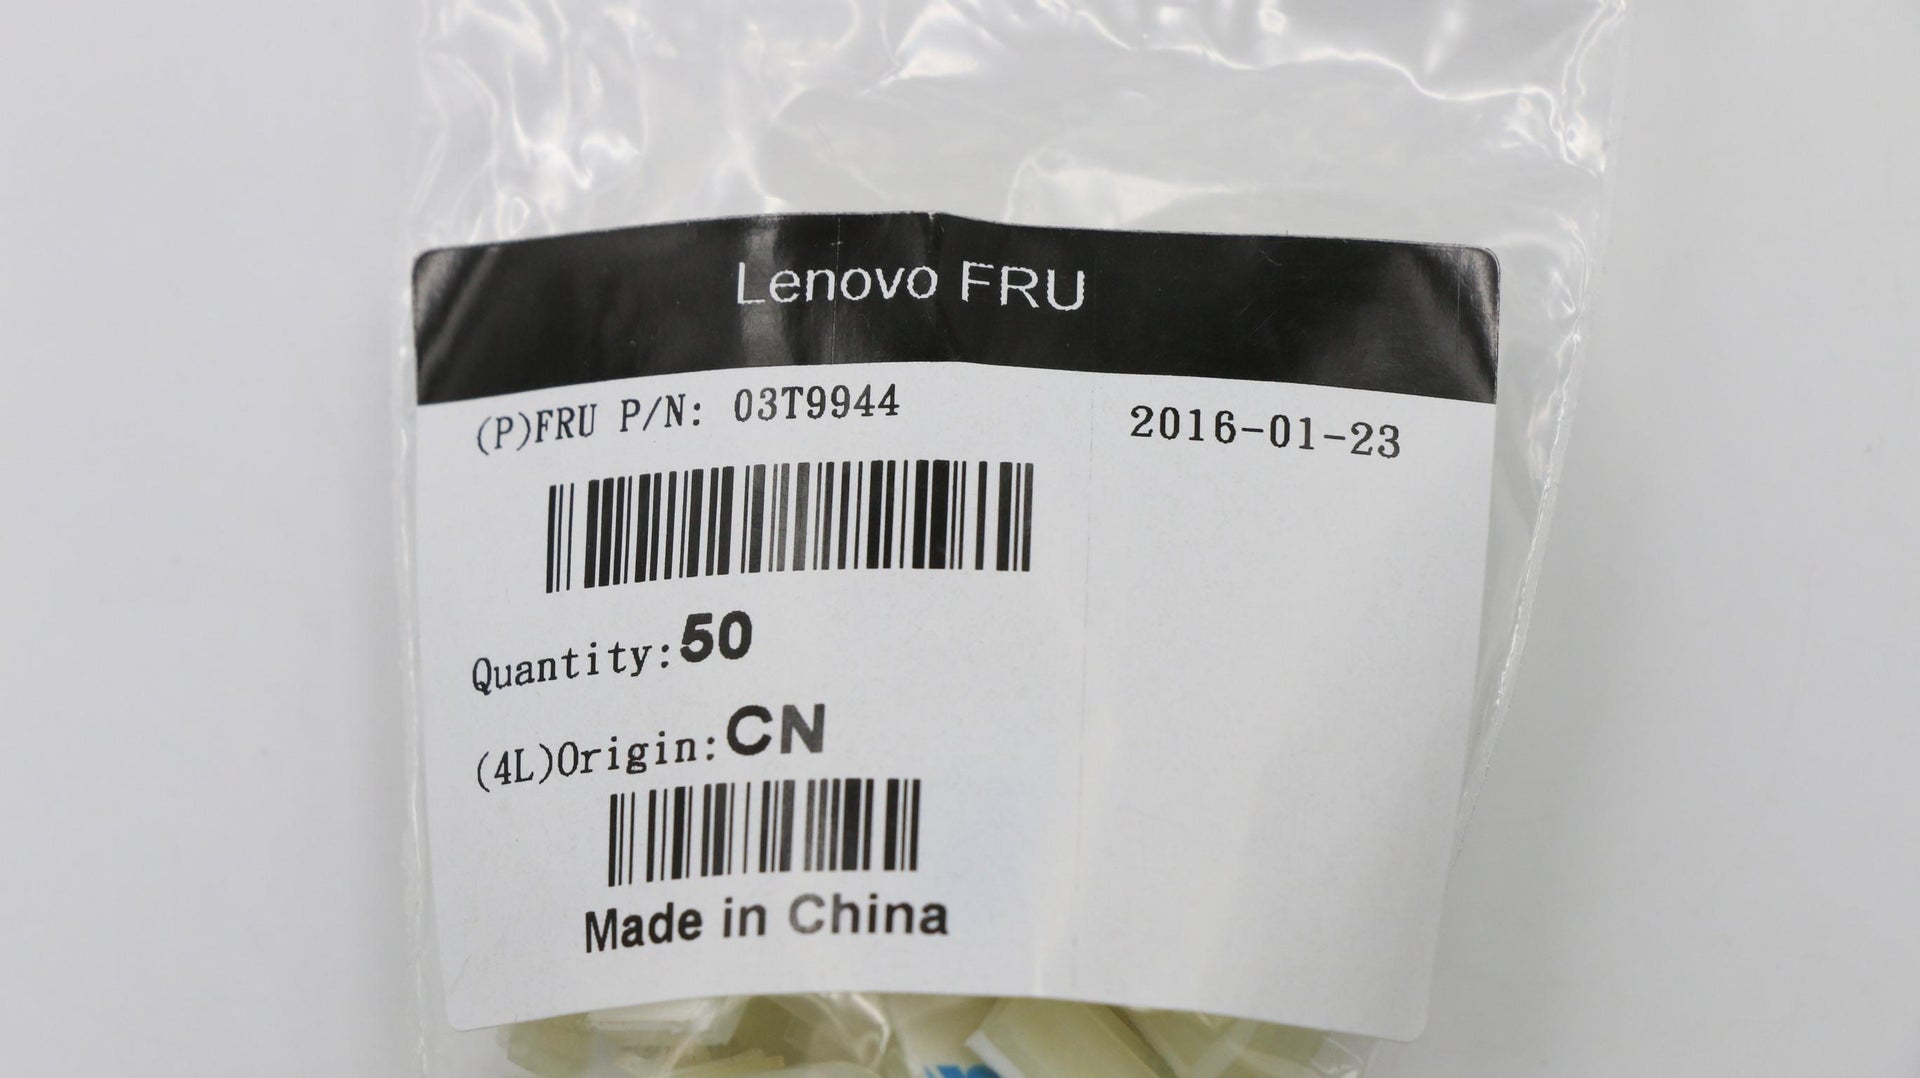 Lenovo FRU
(P)FRU P/N: 03T9944
2016-01-23
Quantity:50
(4L)Origin:CN
Made in China